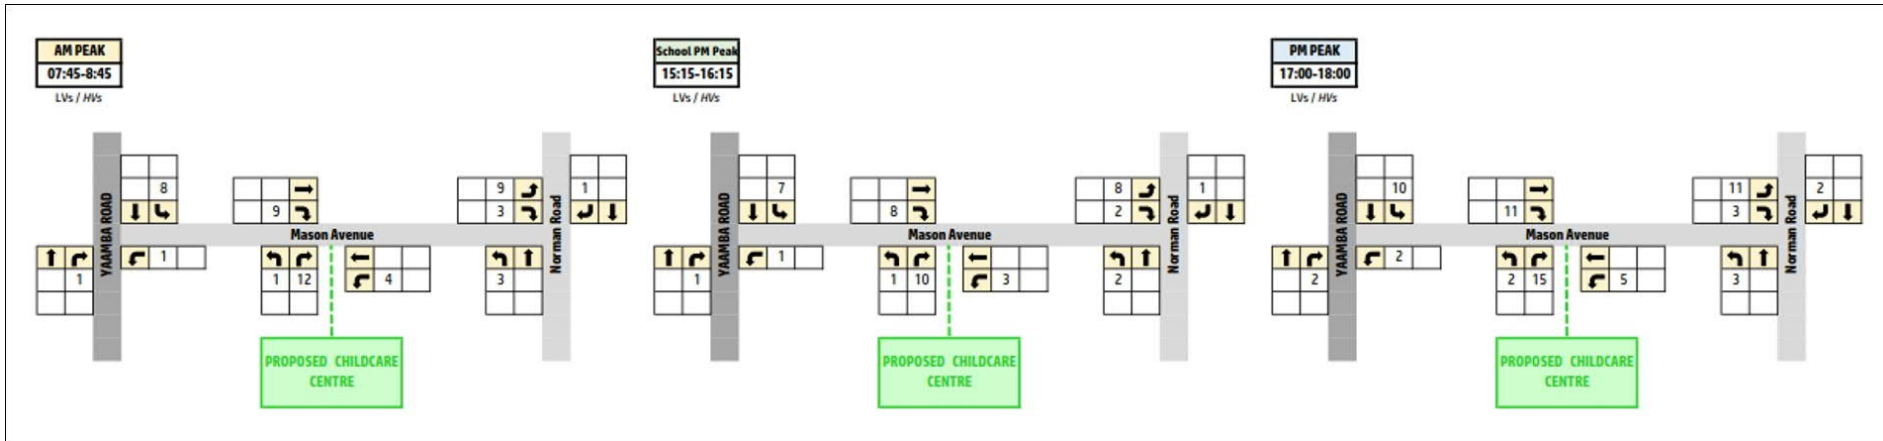 AM PEAK
07:45-8:45
LVs / HVs
YAAMBA ROAD
8
9
9
3
1
Norman Road
Mason Avenue
1
1
1 12
4
3
PROPOSED CHILDCARE
CENTRE
School PM Peak
15:15-16:15
LVs / HVs
YAAMBA ROAD
7
8
8
2
1
Norman Road
Mason Avenue
1
1
1 10
3
2
PROPOSED CHILDCARE
CENTRE
PM PEAK
17:00-18:00
LVs / HVs
YAAMBA ROAD
10
11
11
3
2
Norman Road
Mason Avenue
2
2
2 15
5
3
PROPOSED CHILDCARE
CENTRE